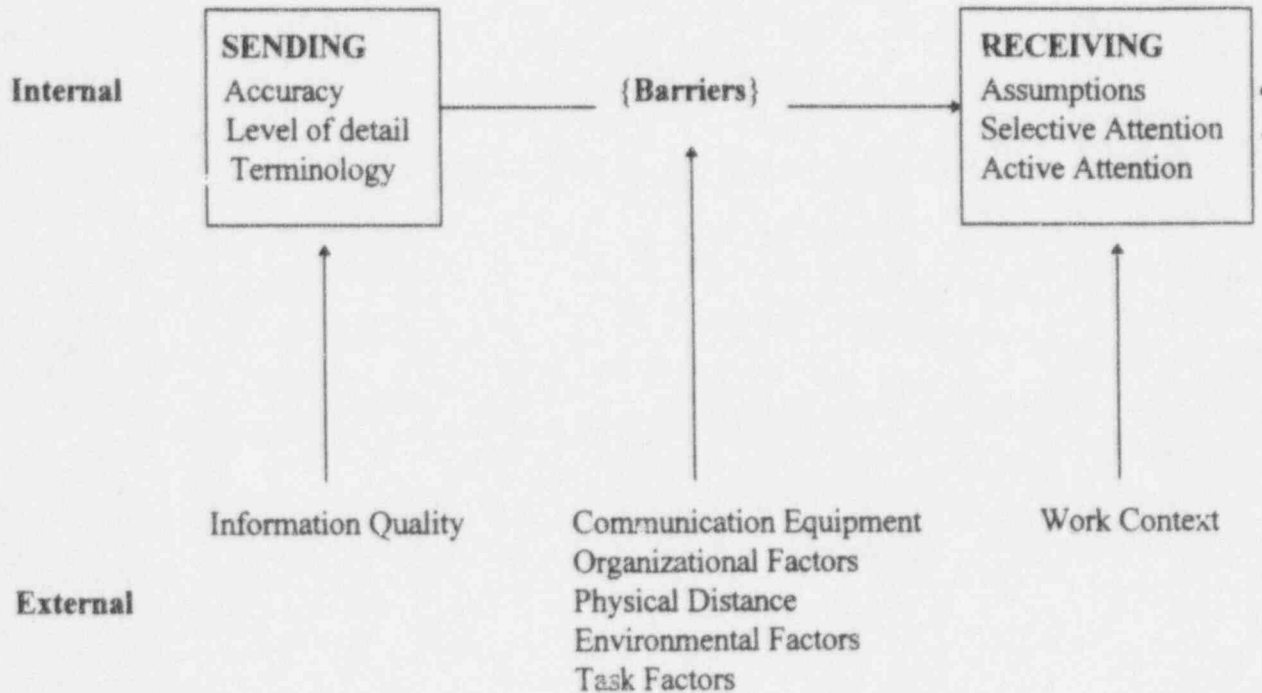 SENDING
Accuracy
Level of detail
Terminology
Internal
{Barriers}
RECEIVING
Assumptions
Selective Attention
Active Attention
Information Quality
Communication Equipment
Organizational Factors
Physical Distance
Environmental Factors
Task Factors
Work Context
External